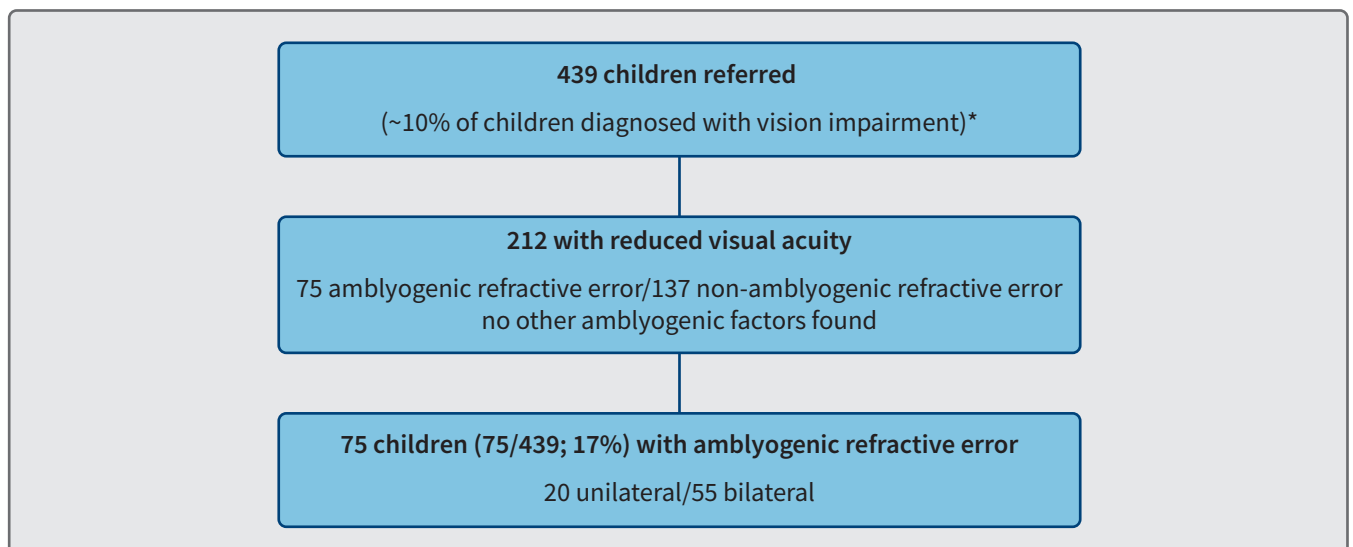 439 children referred
(~10% of children diagnosed with vision impairment)*
212 with reduced visual acuity
75 amblyogenic refractive error/137 non-amblyogenic refractive error
no other amblyogenic factors found
75 children (75/439; 17%) with amblyogenic refractive error
20 unilateral/55 bilateral